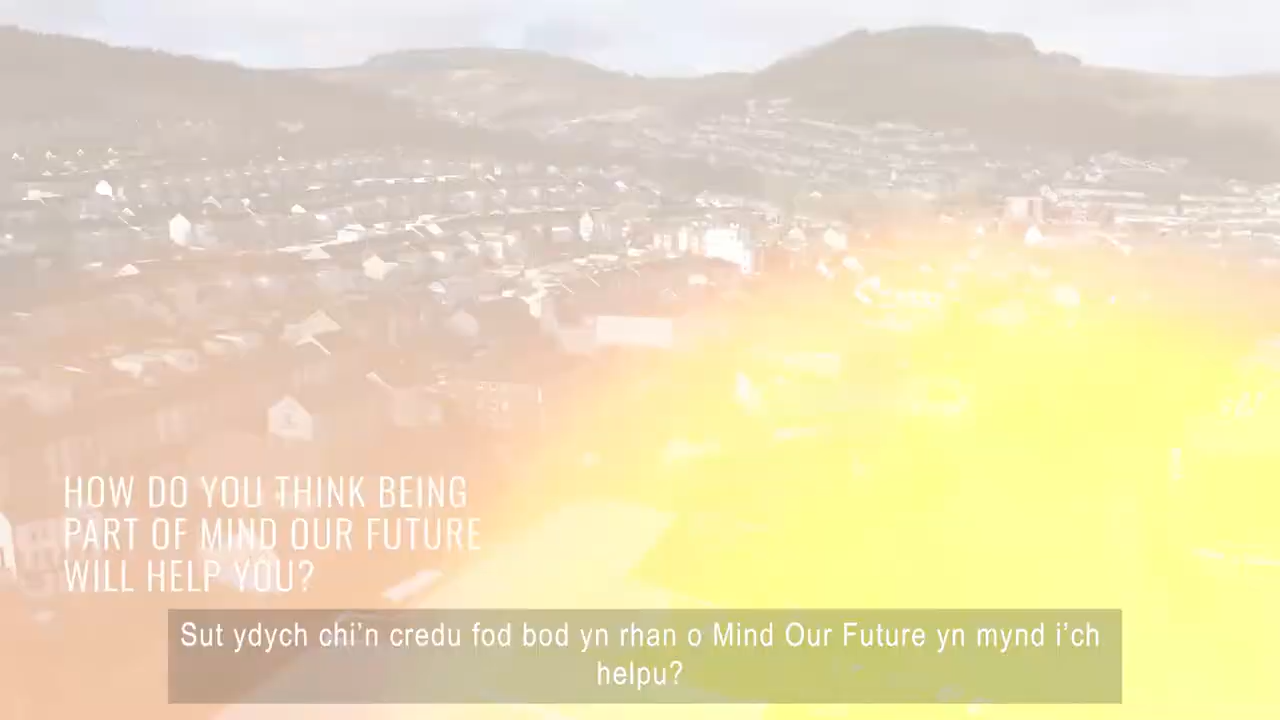 HOW DO YOU THINK BEING
PART OF MIND OUR FUTURE
WILL HELP YOU?
Sut ydych chi'n credu fod bod yn rhan o Mind Our Future yn mynd i'ch
helpu?